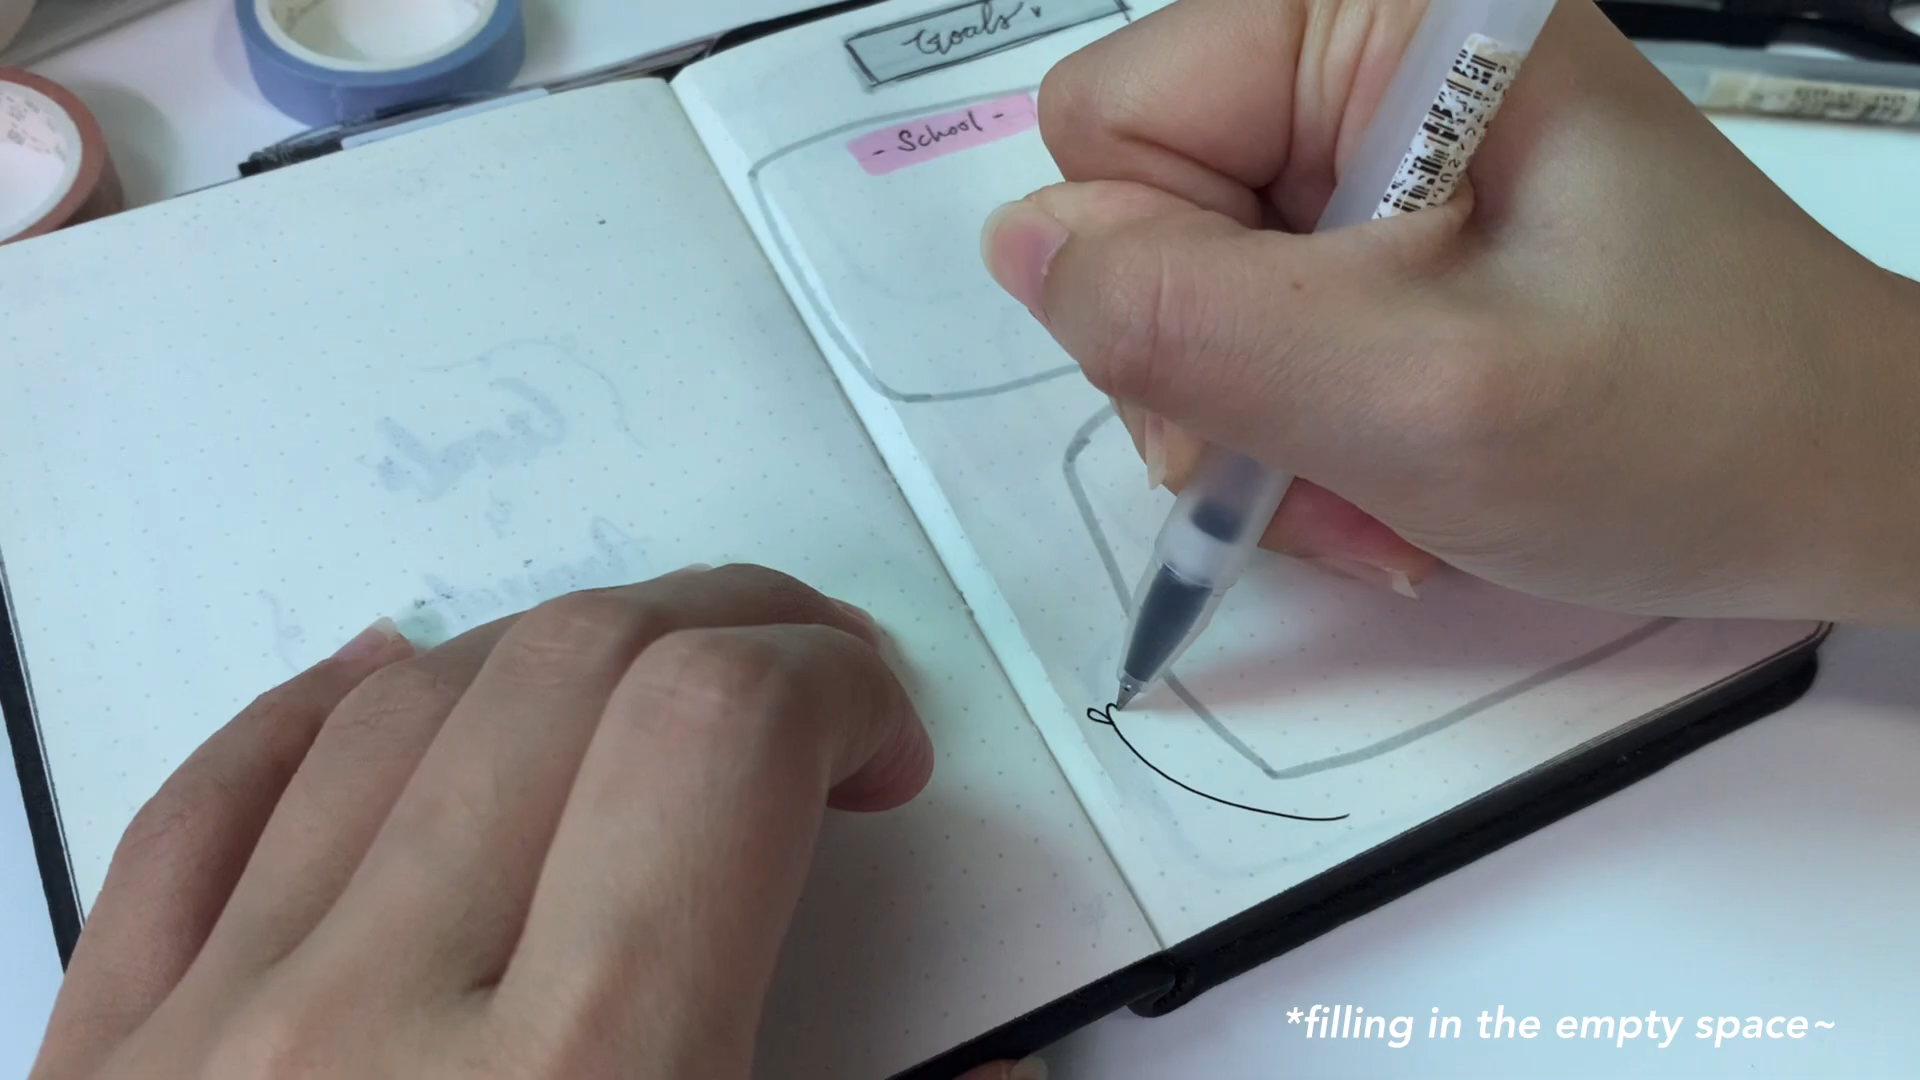 Goals
- School -
*filling in the empty space~